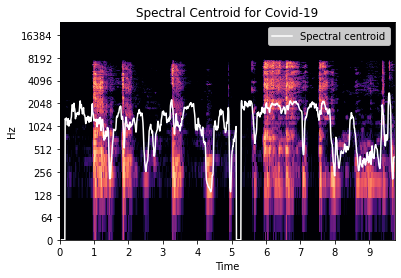 Spectral Centroid for Covid-19
Spectral centroid
16384
8192
4096
2048
1024
512
256
128
64
0
Hz
0 1 2 3 4 5 6 7 8 9
Time